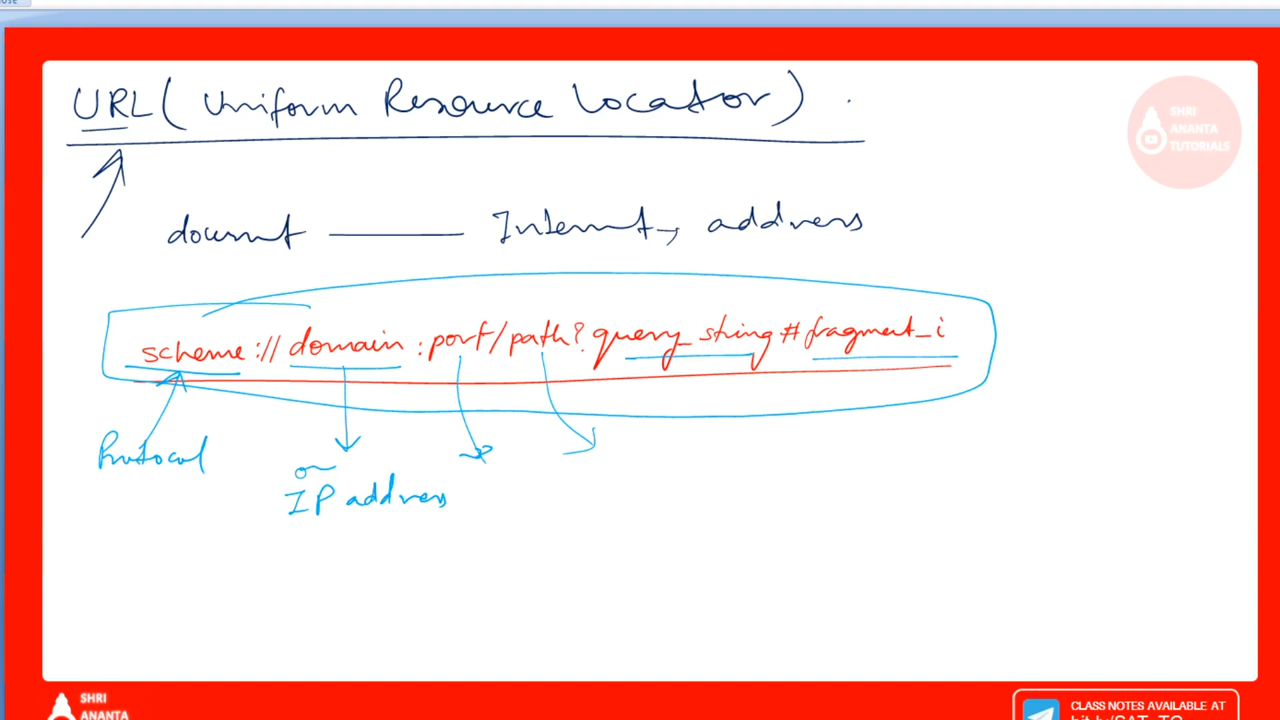 URL ( Uniform Resource Locator )
SHRI
ANANTA
TUTORIALS
Internet, address
scheme :// domain : port/path? query_string # fragment_i
Protocol
or
IP address
SHRI
ANANTA
CLASS NOTES AVAILABLE AT